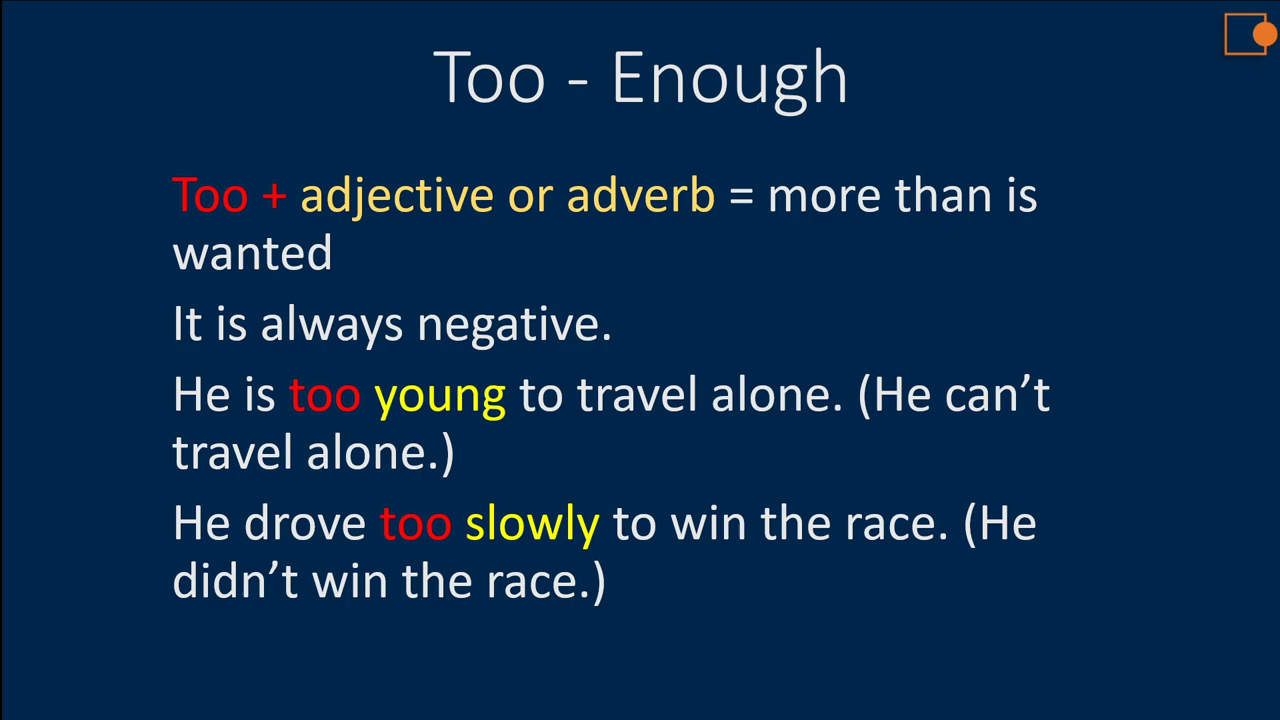 Too - Enough
Too + adjective or adverb = more than is
wanted
It is always negative.
He is too young to travel alone. (He can’t
travel alone.)
He drove too slowly to win the race. (He
didn’t win the race.)